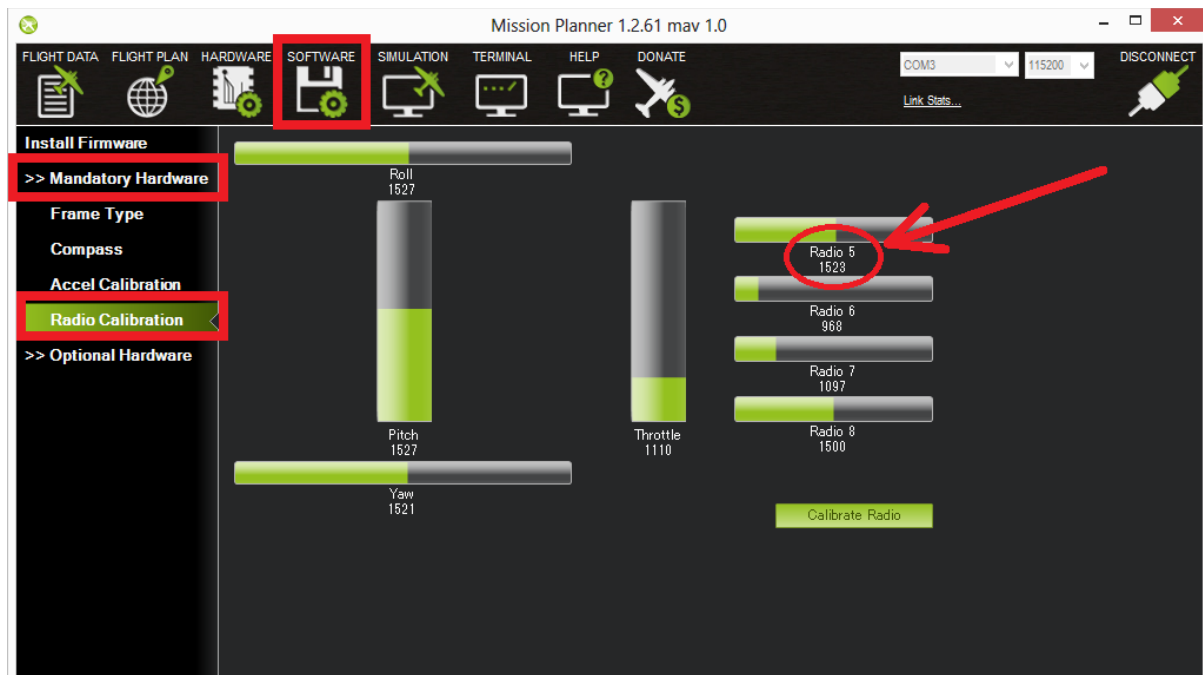 Mission Planner 1.2.61 mav 1.0
FLIGHT DATA FLIGHT PLAN HARDWARE SOFTWARE SIMULATION TERMINAL HELP DONATE
COM3 115200 DISCONNECT
Link Stats...
Install Firmware
>> Mandatory Hardware
Frame Type
Compass
Accel Calibration
Radio Calibration
>> Optional Hardware
Roll
1527
Pitch
1527
Throttle
1110
Yaw
1521
Radio 5
1523
Radio 6
968
Radio 7
1097
Radio 8
1500
Calibrate Radio